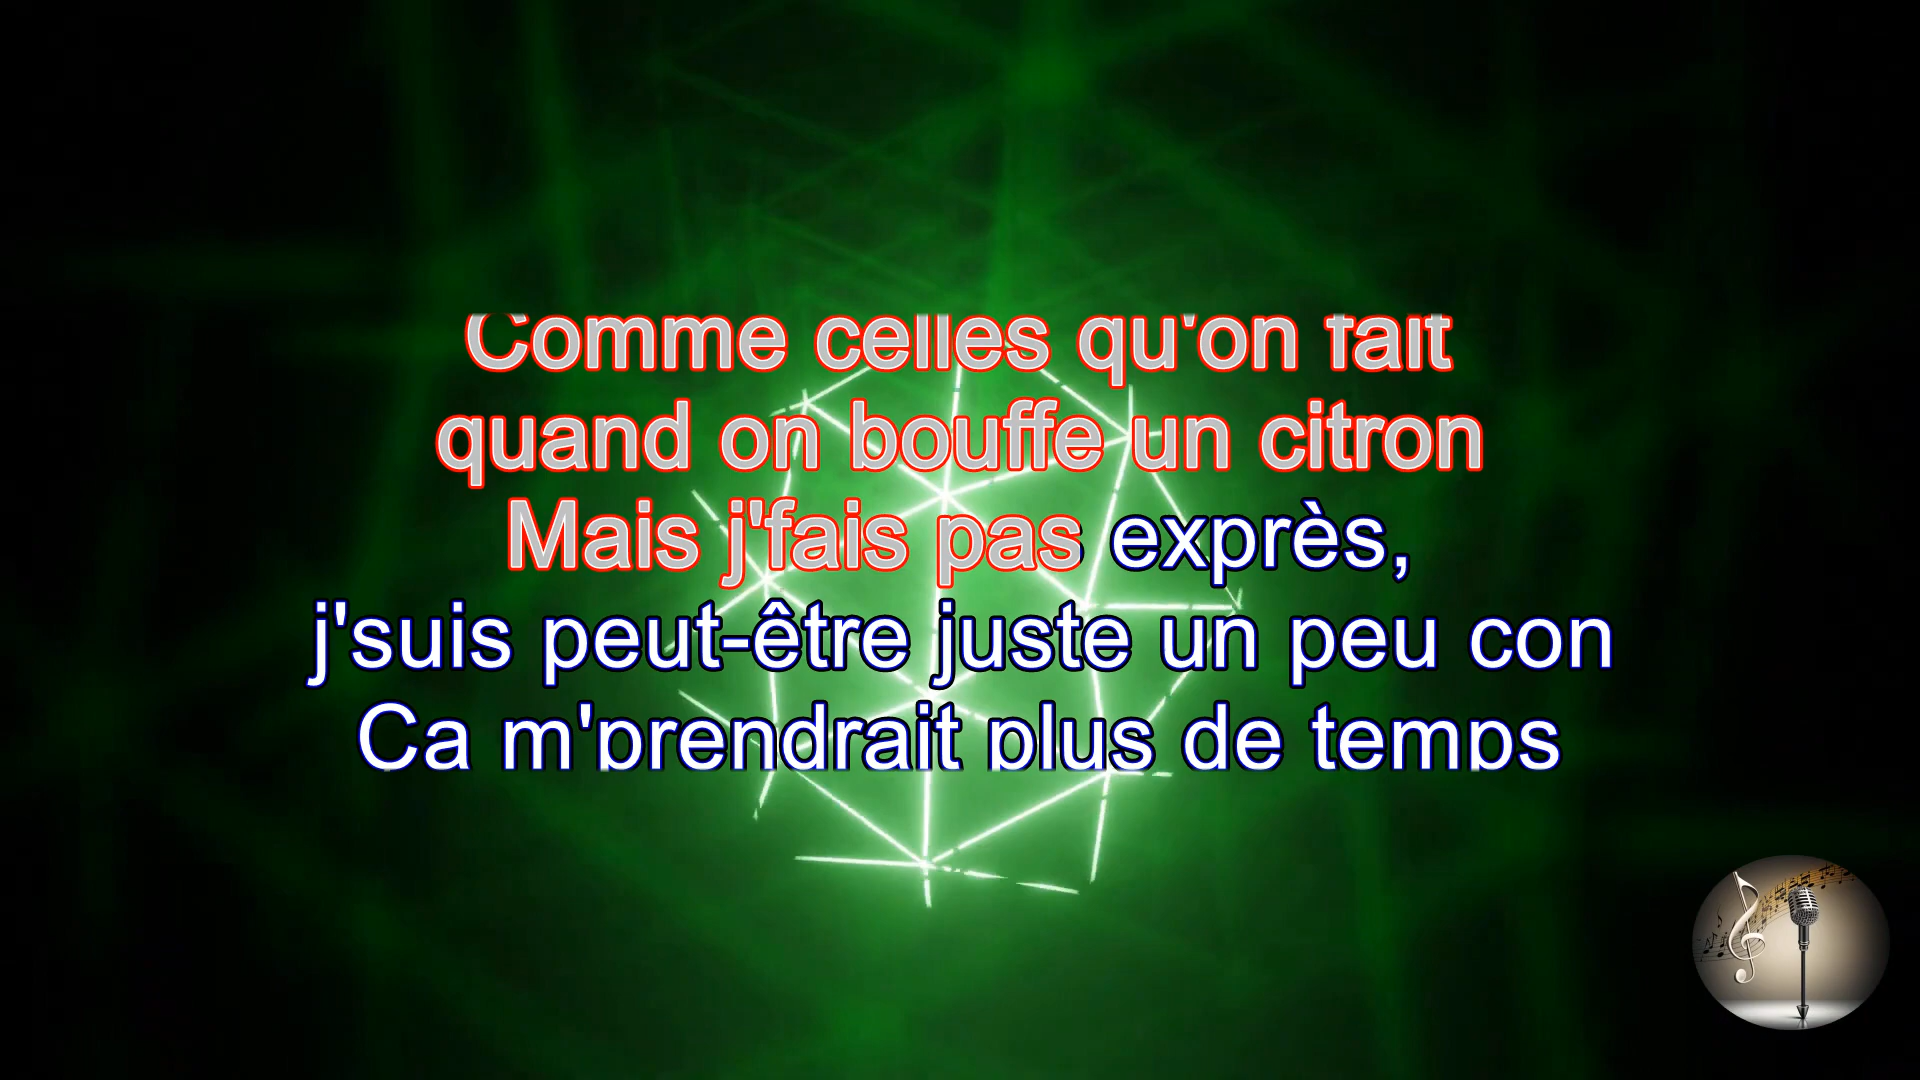 Comme celles qu'on fait
quand on bouffe un citron
Mais j'fais pas exprès,
j'suis peut-être juste un peu con
Ca m'prendrait plus de temps